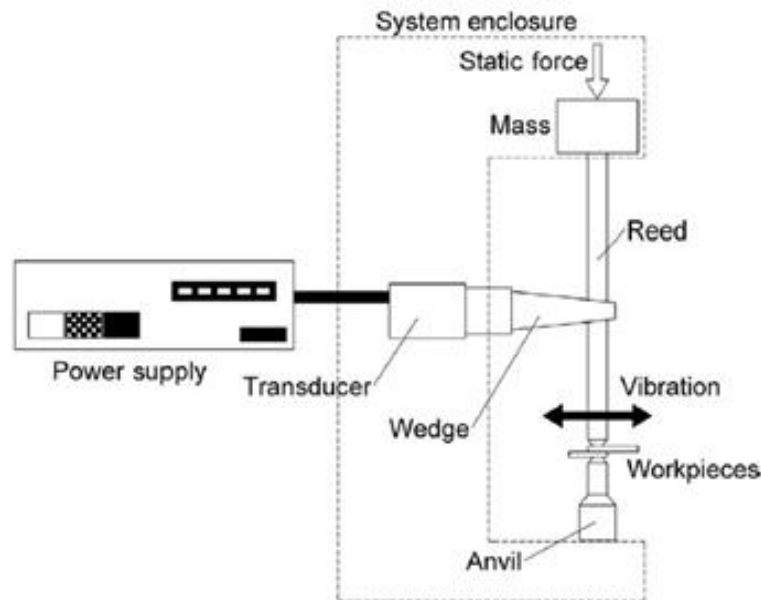 System enclosure
Static force
Mass
Reed
Power supply
Transducer
Vibration
Wedge
Workpieces
Anvil